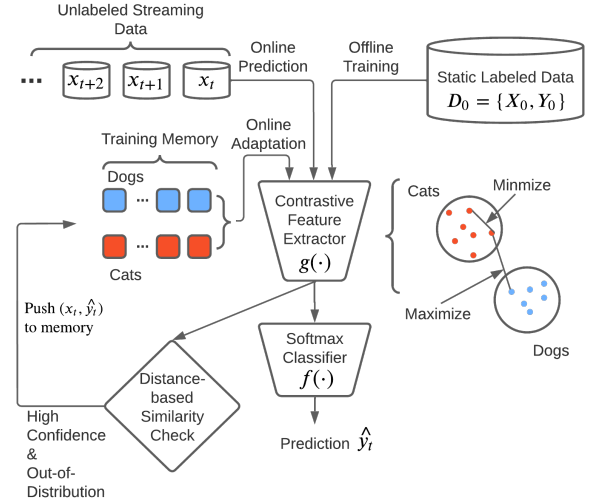 Unlabeled Streaming
Data
...
x_{t+2}
x_{t+1}
x_t
Online
Prediction
Offline
Training
Static Labeled Data
D_0 = {X_0, Y_0}
Training Memory
Online
Adaptation
Dogs
...
...
Cats
Contrastive
Feature
Extractor
g(·)
Cats
Minmize
Maximize
Dogs
Push (x_t, ŷ_t)
to memory
Softmax
Classifier
f(·)
Distance-
based
Similarity
Check
High
Confidence
&
Out-of-
Distribution
Prediction ŷ_t